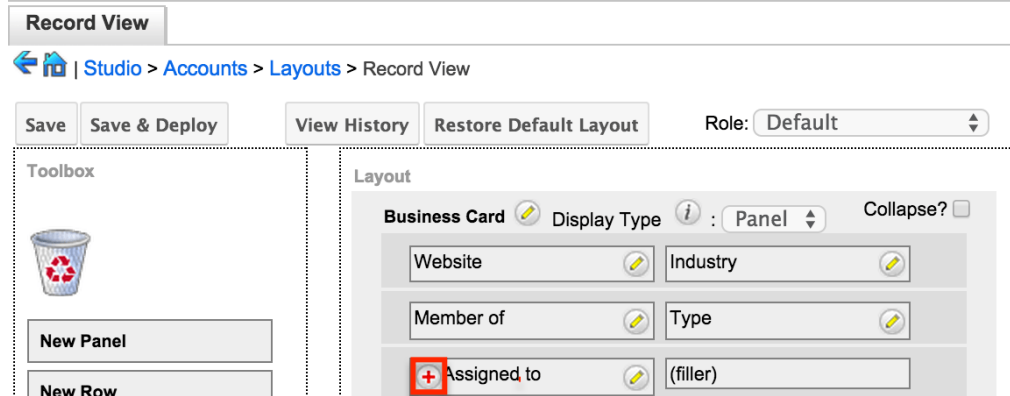 Record View
| Studio > Accounts > Layouts > Record View
Save Save & Deploy View History Restore Default Layout Role: Default
Toolbox
Layout
Business Card Display Type i : Panel Collapse?
Website Industry
Member of Type
New Panel
Assigned to (filler)
New Row